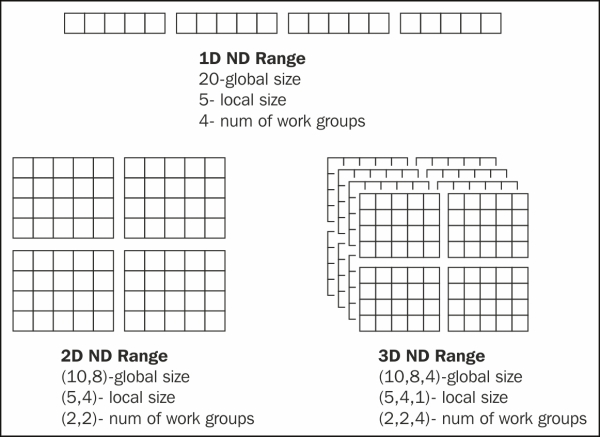 1D ND Range
20-global size
5- local size
4- num of work groups
2D ND Range
(10,8)-global size
(5,4)- local size
(2,2)- num of work groups
3D ND Range
(10,8,4)-global size
(5,4,1)- local size
(2,2,4)- num of work groups